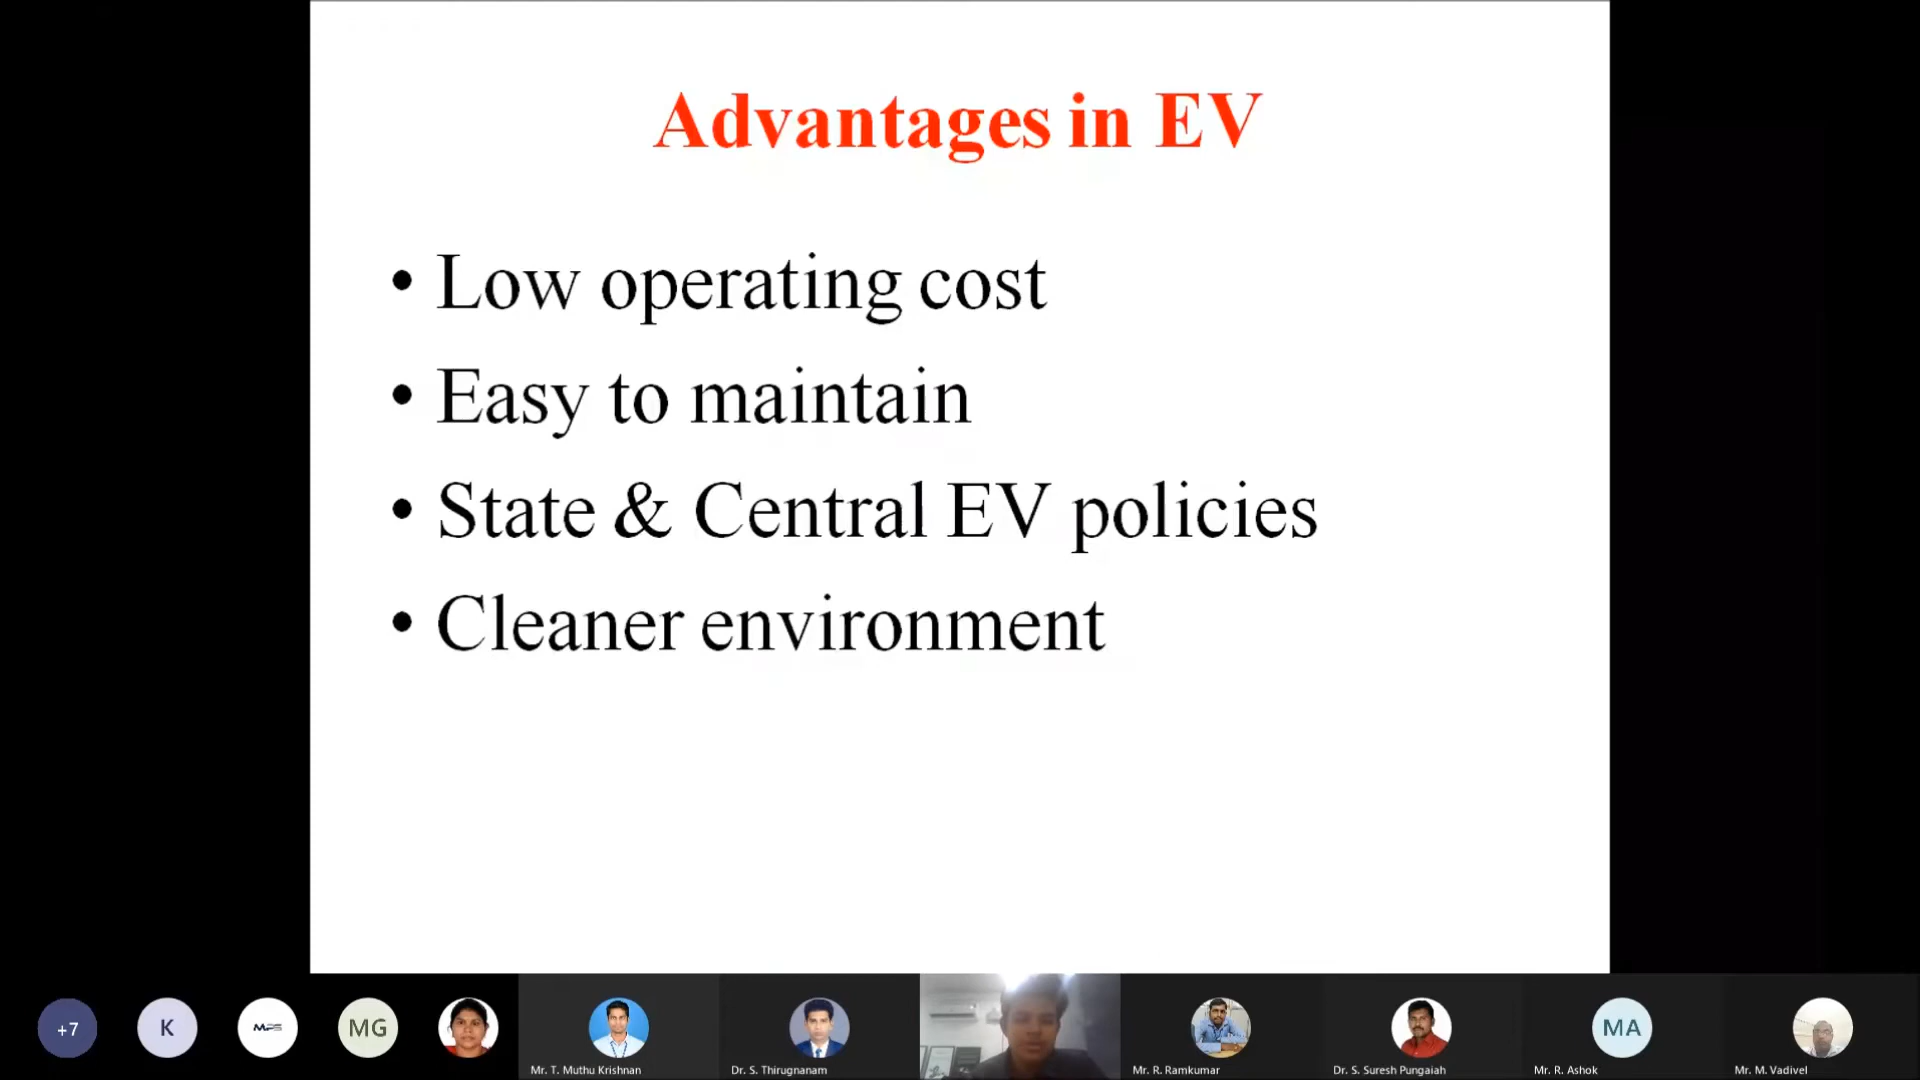 Advantages in EV
• Low operating cost
• Easy to maintain
• State & Central EV policies
• Cleaner environment
+7
K
MPS
MG
Mr. T. Muthu Krishnan
Dr. S. Thirugnanam
Mr. R. Ramkumar
Dr. S. Suresh Pungaiah
MA
Mr. R. Ashok
Mr. M. Vadivel